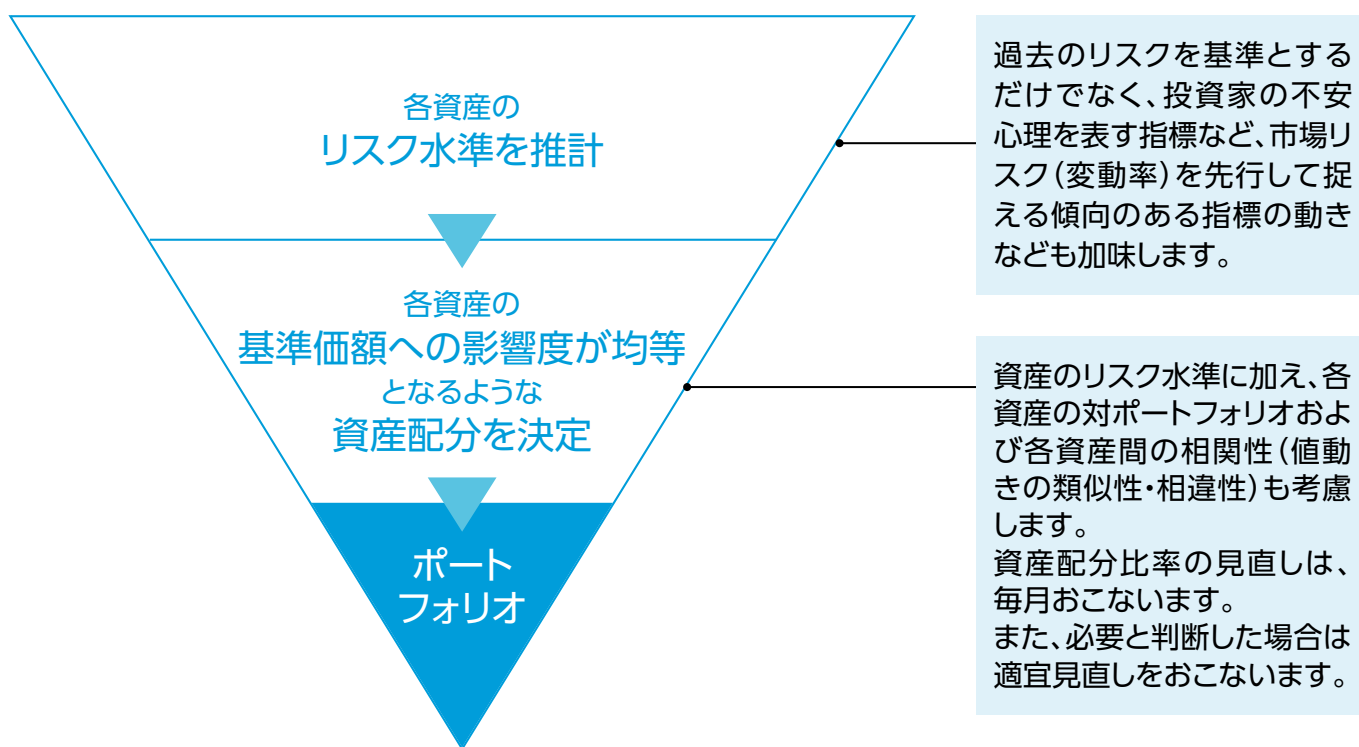 各資産の
リスク水準を推計
各資産の
基準価額への影響度が均等
となるような
資産配分を決定
ポート
フォリオ
過去のリスクを基準とする
だけでなく、投資家の不安
心理を表す指標など、市場リ
スク（変動率）を先行して捉
える傾向のある指標の動き
なども加味します。
資産のリスク水準に加え、各
資産の対ポートフォリオおよ
び各資産間の相関性（値動
きの類似性・相違性）も考慮
します。
資産配分比率の見直しは、
毎月おこないます。
また、必要と判断した場合は
適宜見直しをおこないます。